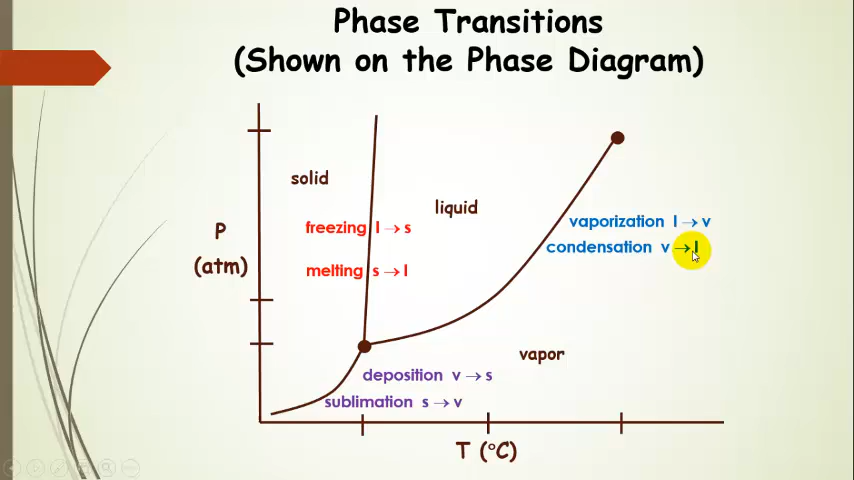 Phase Transitions
(Shown on the Phase Diagram)
solid
liquid
freezing l → s
vaporization l → v
P
condensation v → l
(atm)
melting s → l
vapor
deposition v → s
sublimation s → v
T (°C)